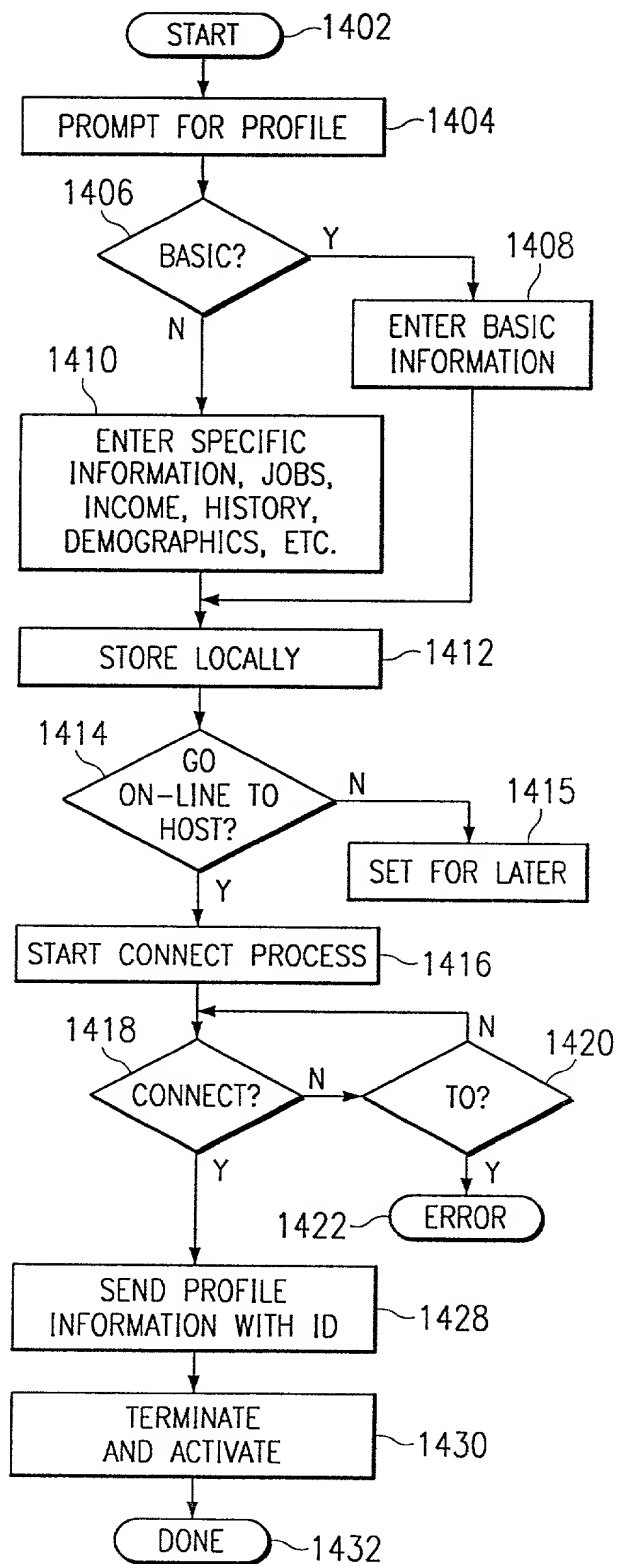 START
1402
PROMPT FOR PROFILE
1404
1406
BASIC?
Y
N
1408
ENTER BASIC
INFORMATION
1410
ENTER SPECIFIC
INFORMATION, JOBS,
INCOME, HISTORY,
DEMOGRAPHICS, ETC.
STORE LOCALLY
1412
1414
GO
ON-LINE TO
HOST?
N
Y
1415
SET FOR LATER
START CONNECT PROCESS
1416
1418
CONNECT?
N
Y
N
1420
TO?
Y
1422
ERROR
SEND PROFILE
INFORMATION WITH ID
1428
TERMINATE
AND ACTIVATE
1430
DONE
1432